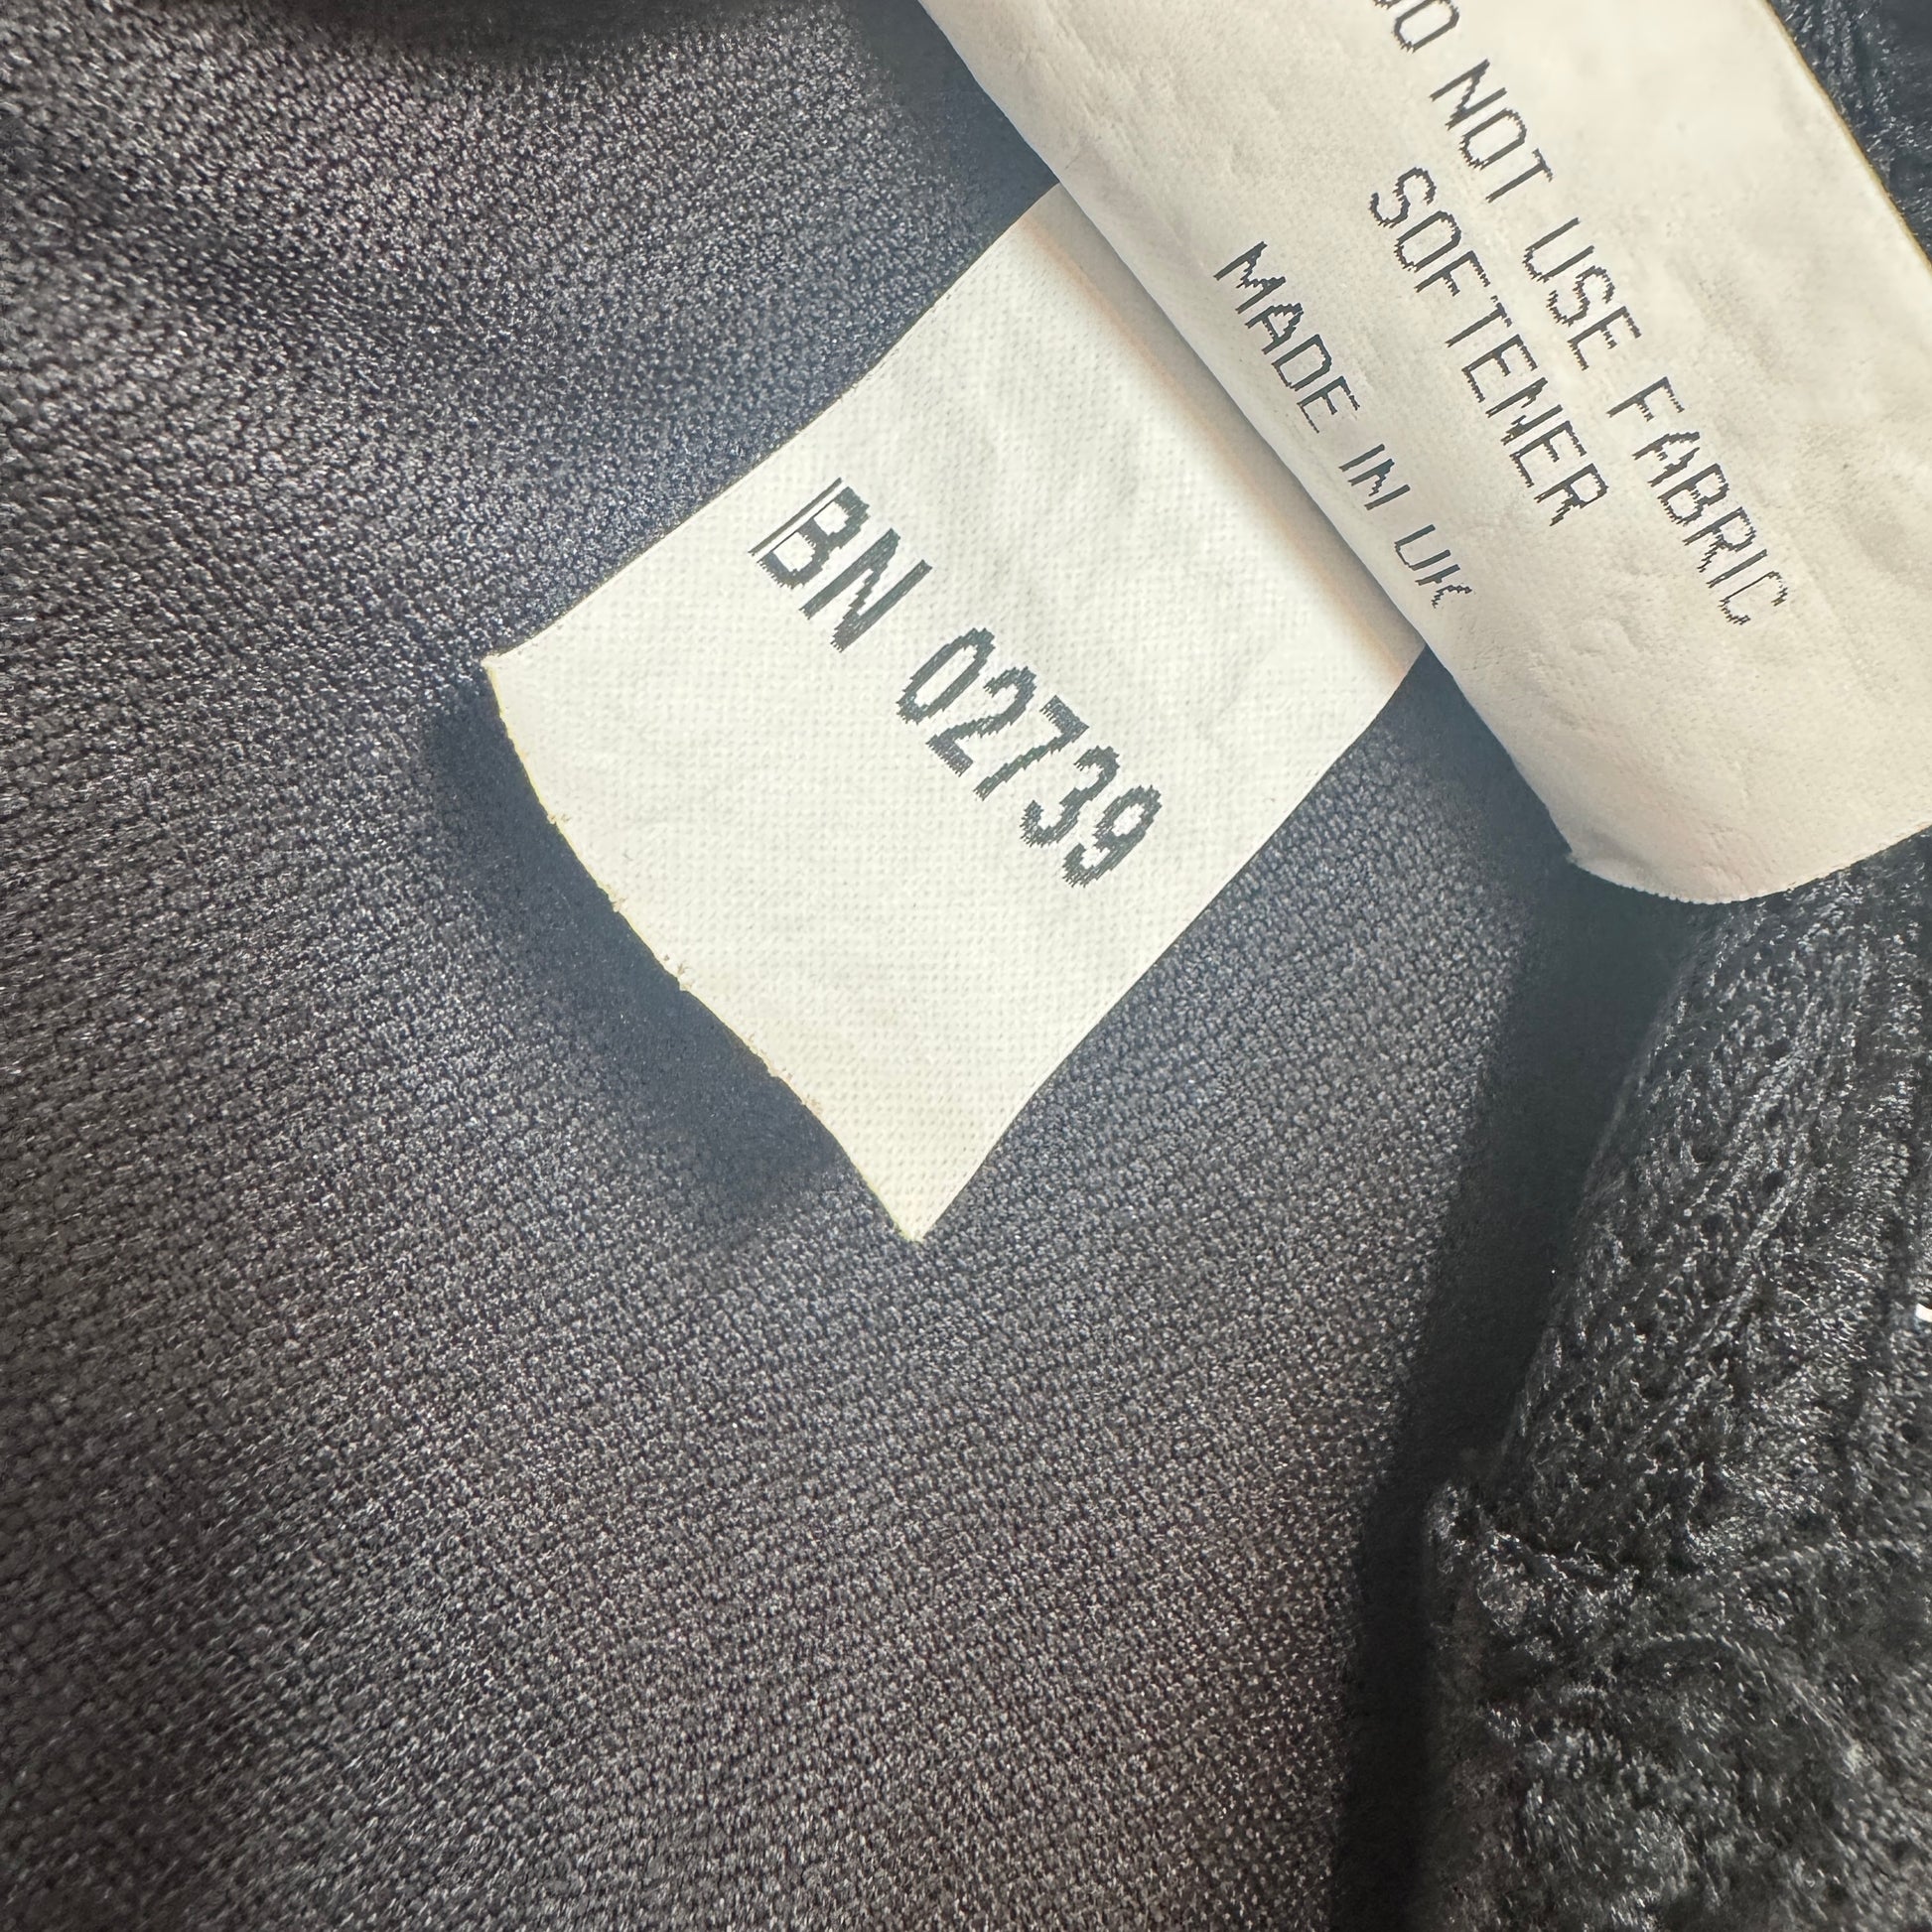 DO NOT USE FABRIC
SOFTENER
MADE IN UK
BN 02739